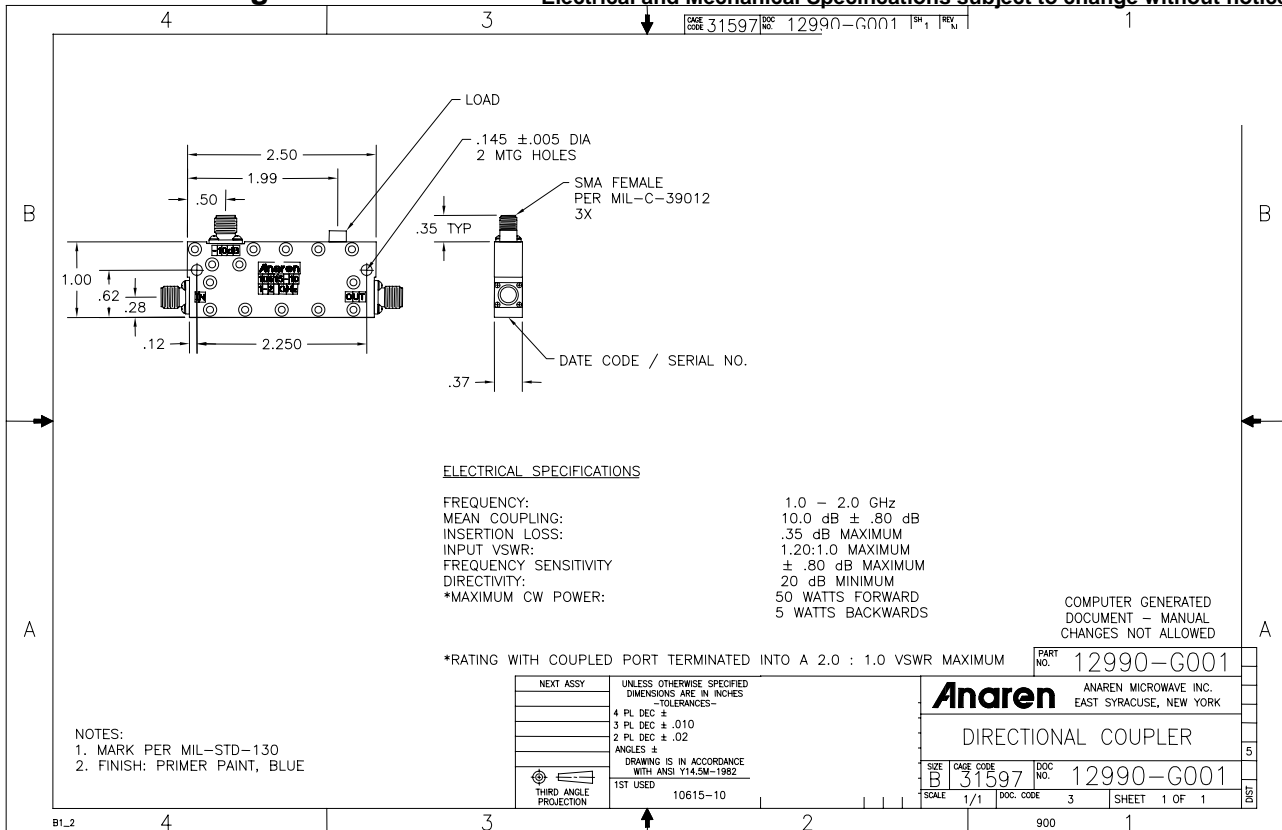 Electrical and Mechanical Specifications subject to change without notice
4
3
1
CAGE CODE 31597 DOC NO. 12990-G001 SH 1 REV
LOAD
.145 ±.005 DIA
2 MTG HOLES
2.50
1.99
.50
SMA FEMALE
PER MIL-C-39012
3X
.35 TYP
B
B
-10dB
Anaren
10615-10
1-2 GHz
IN
OUT
1.00
.62
.28
.12
2.250
DATE CODE / SERIAL NO.
.37
ELECTRICAL SPECIFICATIONS
FREQUENCY: 1.0 - 2.0 GHz
MEAN COUPLING: 10.0 dB ± .80 dB
INSERTION LOSS: .35 dB MAXIMUM
INPUT VSWR: 1.20:1.0 MAXIMUM
FREQUENCY SENSITIVITY ± .80 dB MAXIMUM
DIRECTIVITY: 20 dB MINIMUM
*MAXIMUM CW POWER: 50 WATTS FORWARD
5 WATTS BACKWARDS
COMPUTER GENERATED
DOCUMENT - MANUAL
CHANGES NOT ALLOWED
A
A
*RATING WITH COUPLED PORT TERMINATED INTO A 2.0 : 1.0 VSWR MAXIMUM
PART NO. 12990-G001
NEXT ASSY
UNLESS OTHERWISE SPECIFIED
DIMENSIONS ARE IN INCHES
-TOLERANCES-
4 PL DEC ±
3 PL DEC ± .010
2 PL DEC ± .02
ANGLES ±
DRAWING IS IN ACCORDANCE
WITH ANSI Y14.5M-1982
1ST USED
10615-10
THIRD ANGLE
PROJECTION
Anaren
ANAREN MICROWAVE INC.
EAST SYRACUSE, NEW YORK
DIRECTIONAL COUPLER
SIZE B CAGE CODE 31597 DOC NO. 12990-G001
SCALE 1/1 DOC. CODE 3 SHEET 1 OF 1
5
DIST
NOTES:
1. MARK PER MIL-STD-130
2. FINISH: PRIMER PAINT, BLUE
B1_2
4
3
2
900
1